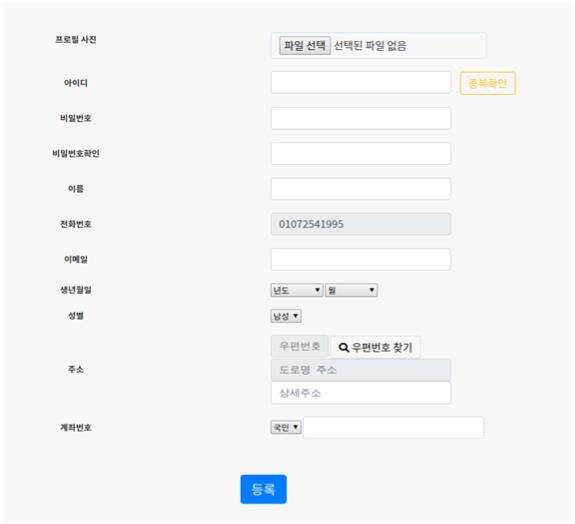 프로필 사진 파일 선택 선택된 파일 없음
아이디 중복확인
비밀번호
비밀번호확인
이름
전화번호 01072541995
이메일
생년월일 년도 월
성별 남성
우편번호 우편번호 찾기
주소 도로명 주소
상세주소
계좌번호 국민
등록